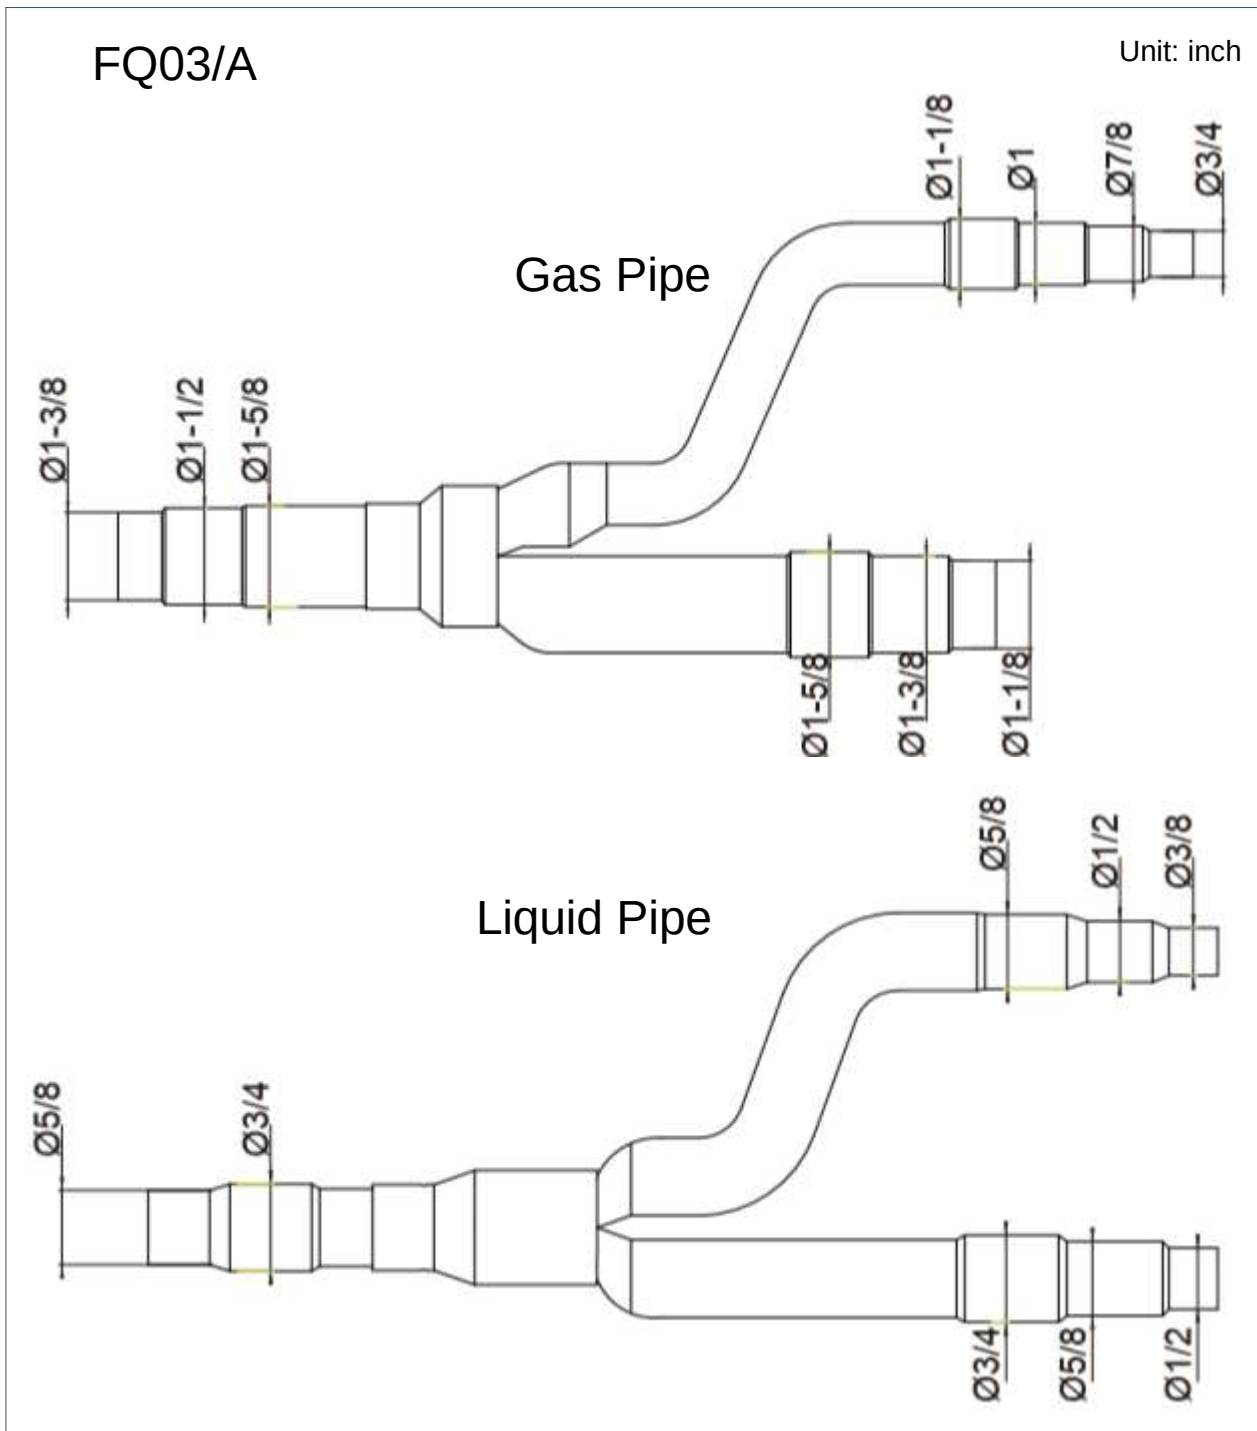 FQ03/A
Unit: inch
Ø1-1/8
Ø1
Ø7/8
Ø3/4
Gas Pipe
Ø1-3/8
Ø1-1/2
Ø1-5/8
Ø1-5/8
Ø1-3/8
Ø1-1/8
Ø5/8
Ø1/2
Ø3/8
Liquid Pipe
Ø5/8
Ø3/4
Ø3/4
Ø5/8
Ø1/2